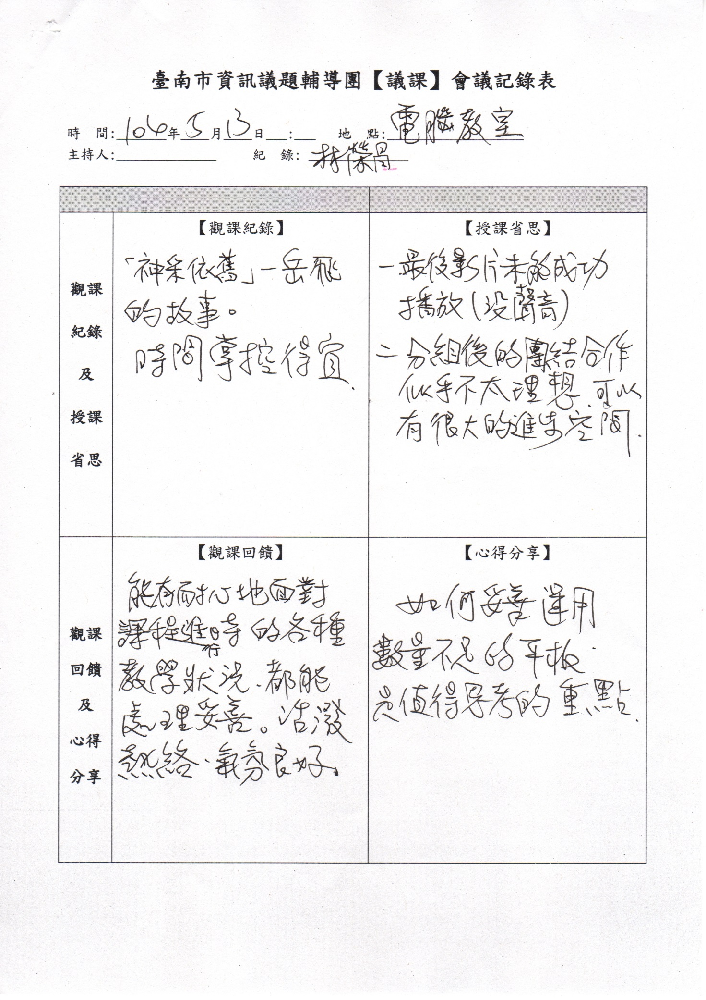 臺南市資訊議題輔導團【議課】會議記錄表
時 間:104年5月13日___:___ 地 點:電腦教室
主持人:__________ 紀 錄:林榮昌
觀課
紀錄
及
授課
省思
【觀課紀錄】
「神采依舊」-岳飛
的故事。
時間掌控得宜.
【授課省思】
一.最後影片未能成功
播放(沒聲音)
二分組後的團結合作
似乎不太理想、可以
有很大的進步空間.
觀課
回饋
及
心得
分享
【觀課回饋】
能有耐心地面對
課程進行時的各種
教學狀況、都能
處理妥善。活潑
熱絡、氣氛良好。
【心得分享】
如何妥善運用
數量不足的平板、
是值得思考的重點.